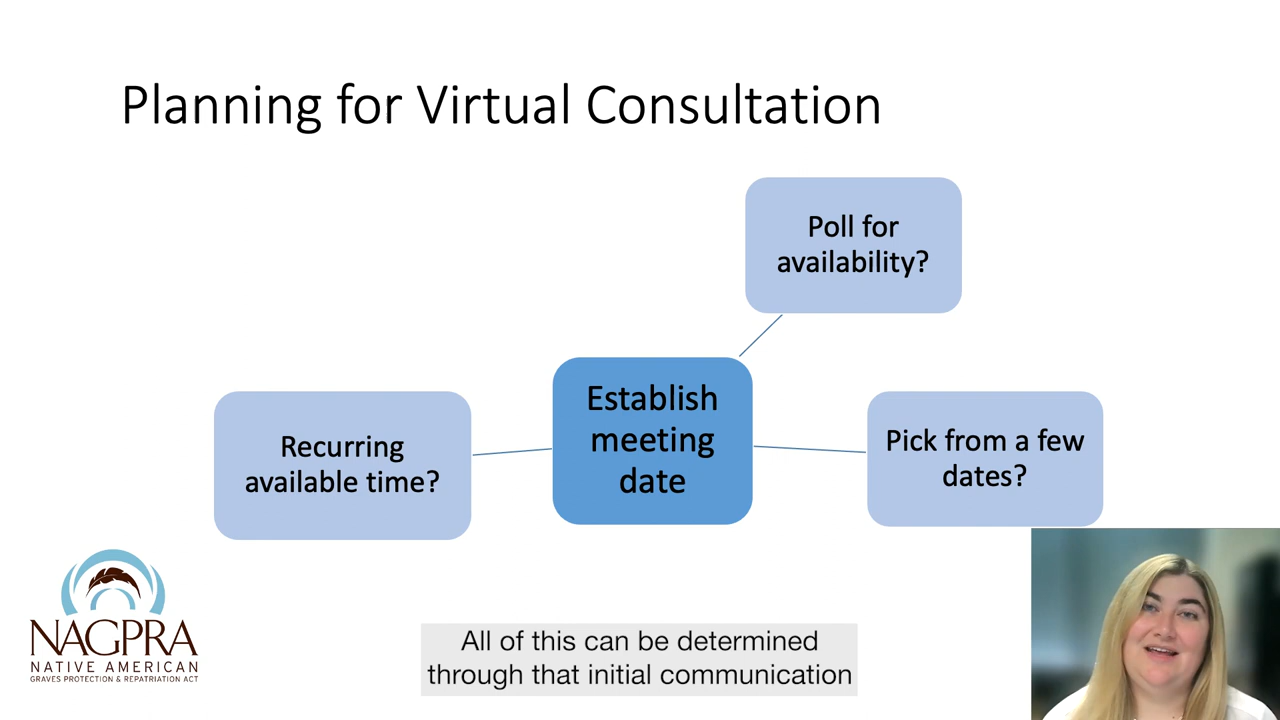 Planning for Virtual Consultation
Poll for
availability?
Establish
meeting
date
Recurring
available time?
Pick from a few
dates?
NAGPRA
NATIVE AMERICAN
GRAVES PROTECTION & REPATRIATION ACT
All of this can be determined
through that initial communication